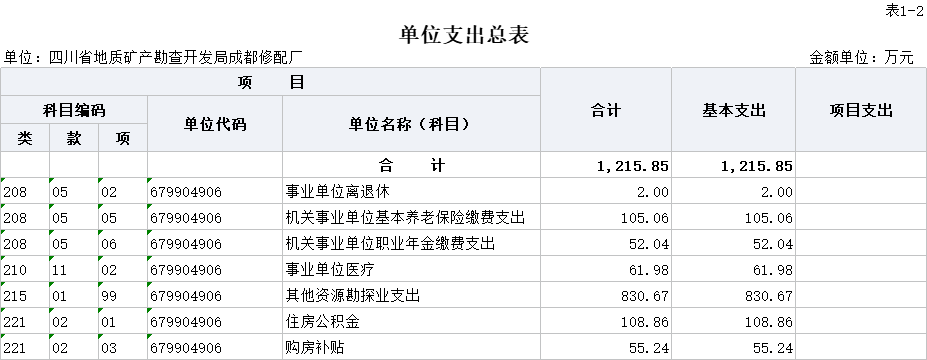 表1-2
单位支出总表
单位：四川省地质矿产勘查开发局成都修配厂 金额单位：万元
项 目 合计 基本支出 项目支出
科目编码 单位代码 单位名称（科目）
类 款 项
合 计 1,215.85 1,215.85
208 05 02 679904906 事业单位离退休 2.00 2.00
208 05 05 679904906 机关事业单位基本养老保险缴费支出 105.06 105.06
208 05 06 679904906 机关事业单位职业年金缴费支出 52.04 52.04
210 11 02 679904906 事业单位医疗 61.98 61.98
215 01 99 679904906 其他资源勘探业支出 830.67 830.67
221 02 01 679904906 住房公积金 108.86 108.86
221 02 03 679904906 购房补贴 55.24 55.24